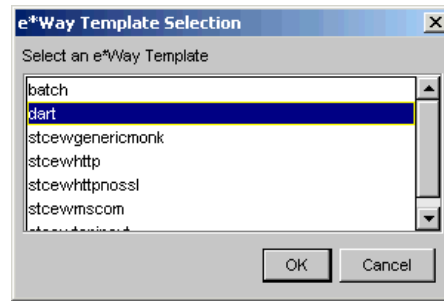 e*Way Template Selection
Select an e*Way Template
batch
dart
stcewgenericmonk
stcewhttp
stcewhttpnossl
stcewmscom
OK
Cancel